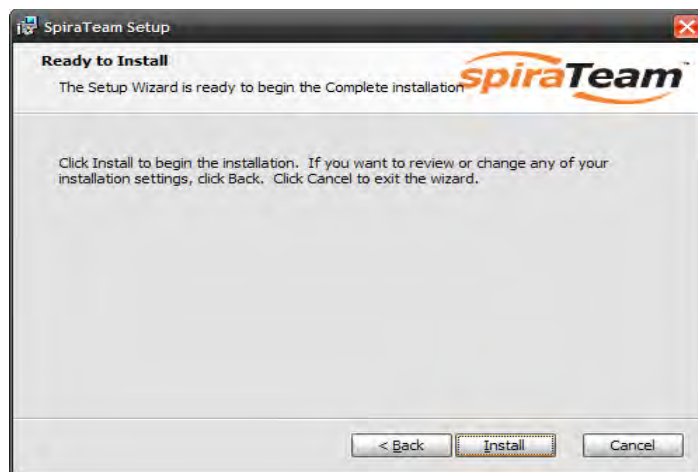 SpiraTeam Setup
Ready to Install
The Setup Wizard is ready to begin the Complete installation
spiraTeam™
Click Install to begin the installation. If you want to review or change any of your
installation settings, click Back. Click Cancel to exit the wizard.
< Back
Install
Cancel